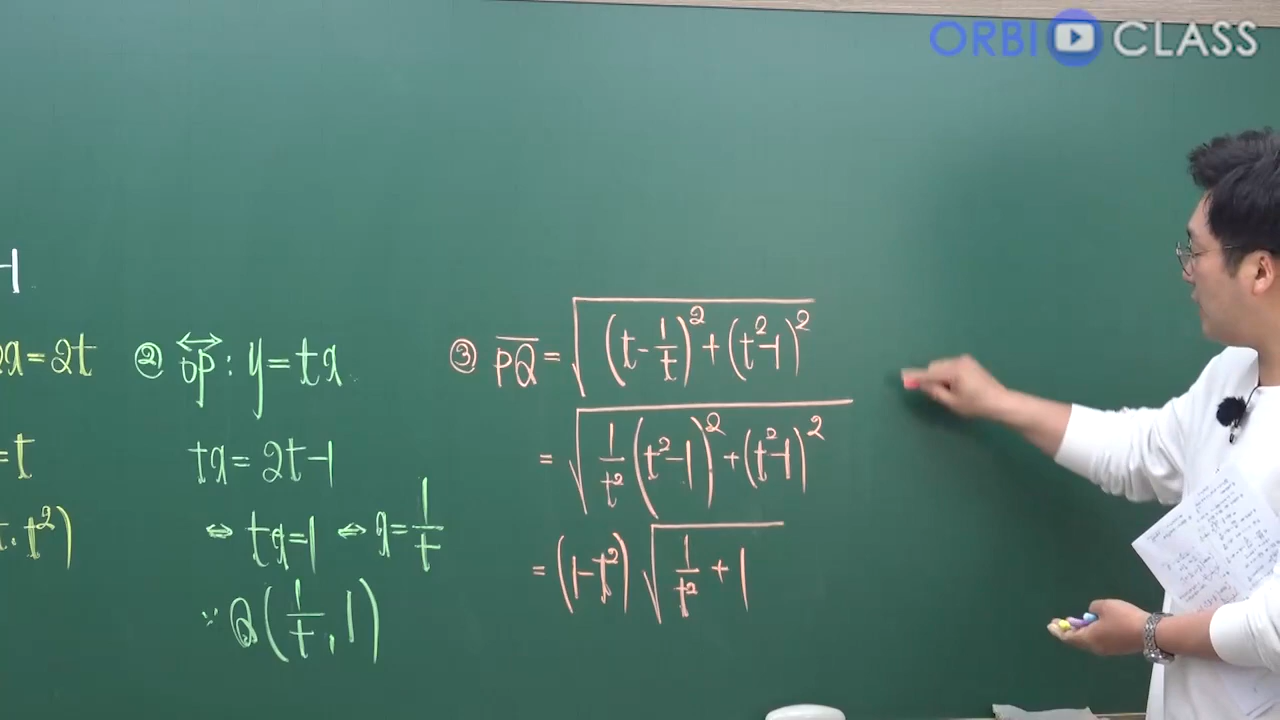 ORBI CLASS
-1
2x=2t
=t
t, t²)
② OP: y=tx
tx=2t-1
⇔ tx=1 ⇔ x=1/t
∴ Q(1/t, 1)
③ PQ = √((t-1/t)²+(t²-1)²)
= √(1/t²(t²-1)²+(t²-1)²)
= (1-t²)√(1/t²+1)